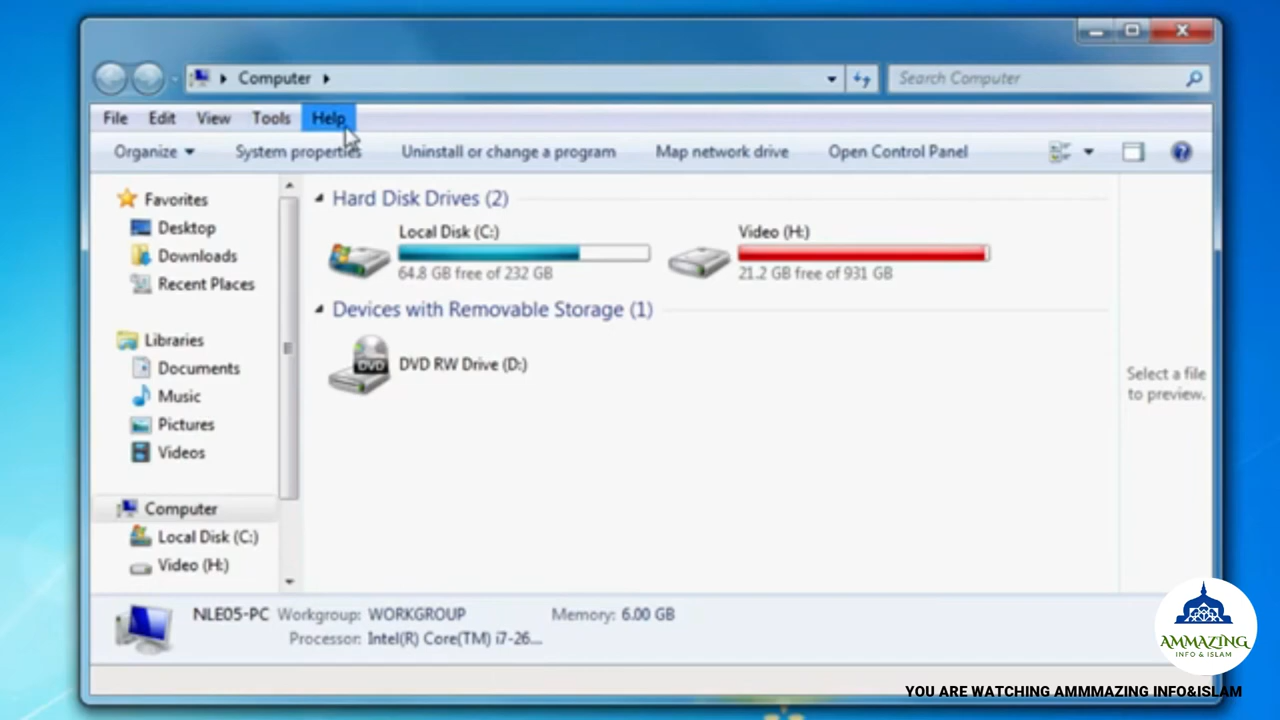 Computer
Search Computer
File Edit View Tools Help
Organize System properties Uninstall or change a program Map network drive Open Control Panel
Favorites
Desktop
Downloads
Recent Places
Libraries
Documents
Music
Pictures
Videos
Computer
Local Disk (C:)
Video (H:)
Hard Disk Drives (2)
Local Disk (C:)
64.8 GB free of 232 GB
Video (H:)
21.2 GB free of 931 GB
Devices with Removable Storage (1)
DVD
DVD RW Drive (D:)
Select a file
to preview.
NLE05-PC Workgroup: WORKGROUP Memory: 6.00 GB
Processor: Intel(R) Core(TM) i7-26...
AMMAZING
INFO & ISLAM
YOU ARE WATCHING AMMMAZING INFO&ISLAM